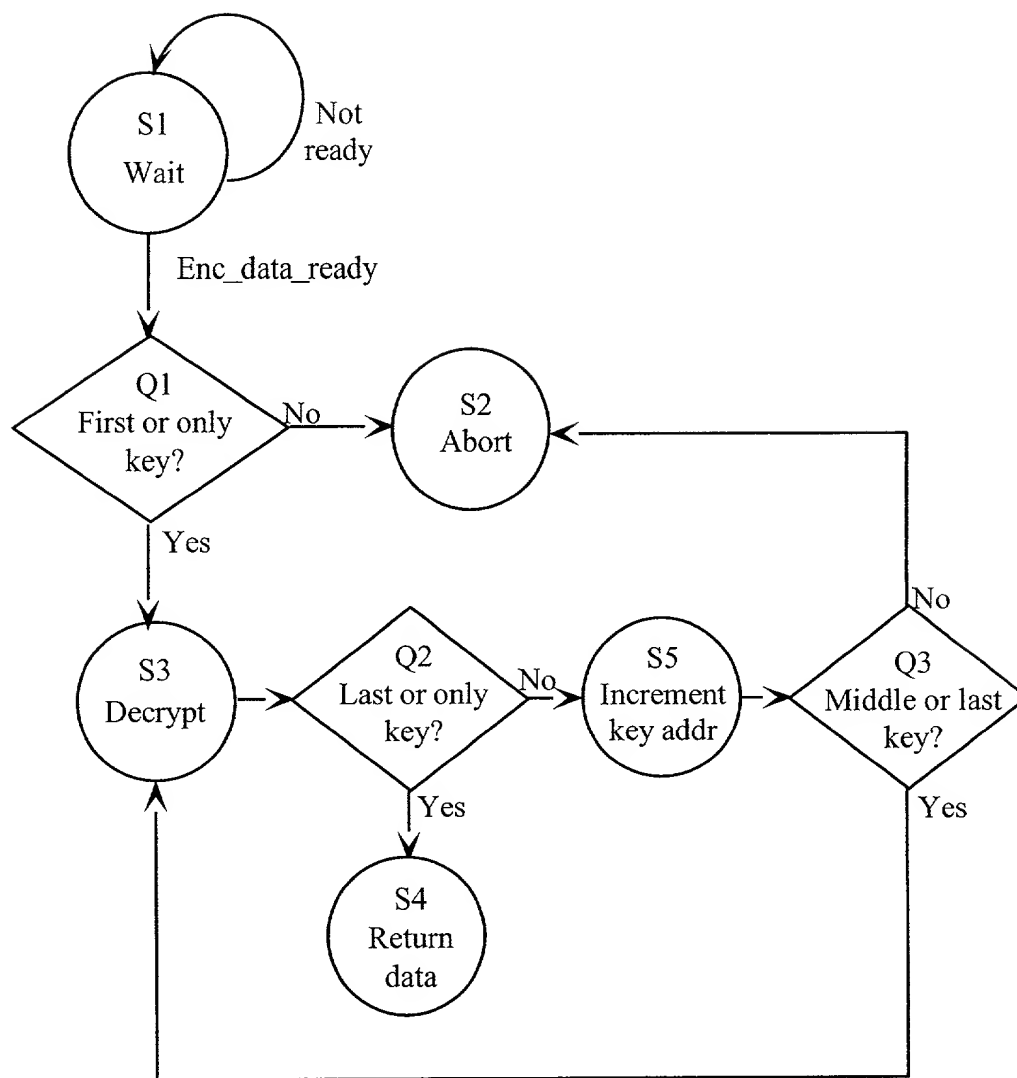 S1
Wait
Not
ready
Enc_data_ready
Q1
First or only
key?
No
S2
Abort
Yes
S3
Decrypt
Q2
Last or only
key?
No
S5
Increment
key addr
No
Q3
Middle or last
key?
Yes
Yes
S4
Return
data